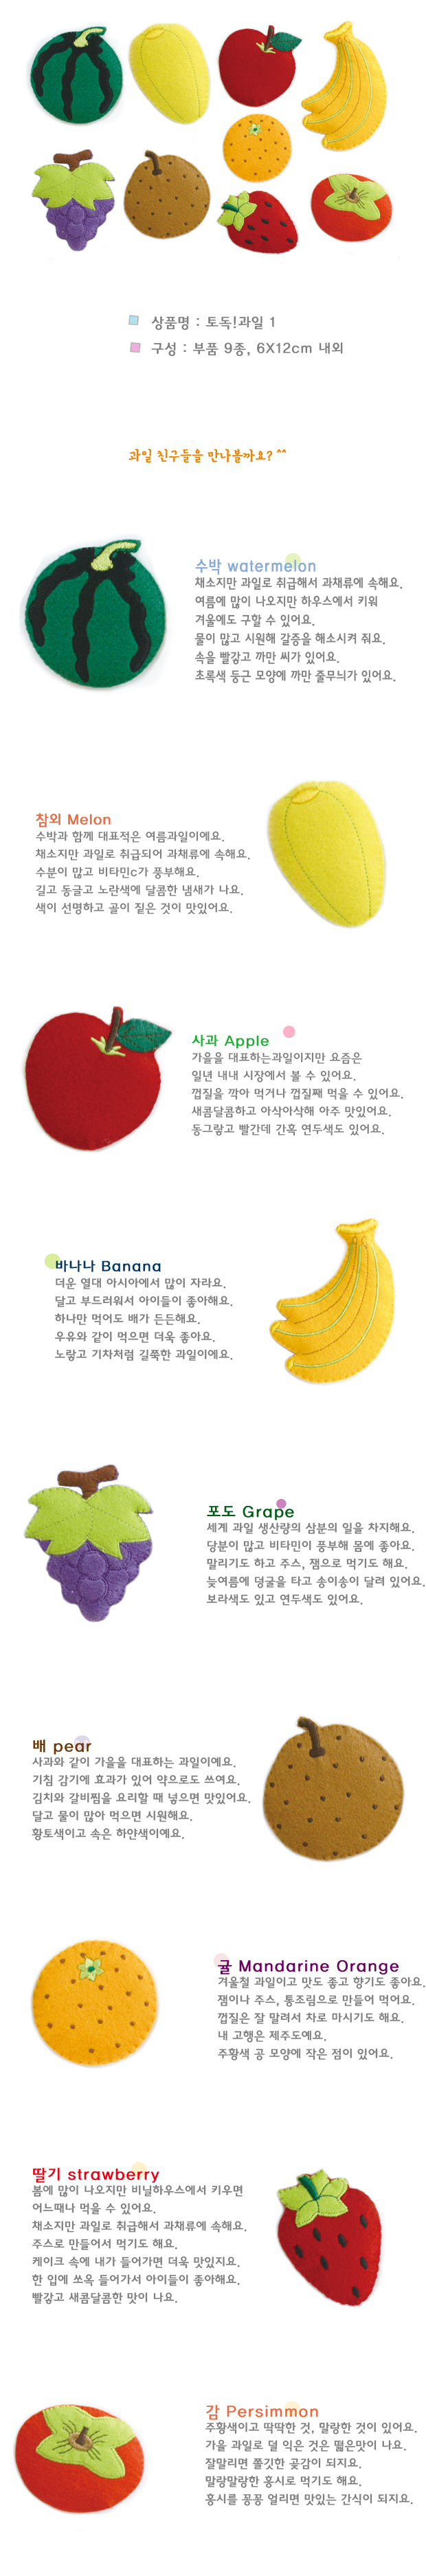 상품명 : 토독!과일 1
구성 : 부품 9종, 6X12cm 내외
과일 친구들을 만나볼까요? ^^
수박 watermelon
채소지만 과일로 취급해서 과채류에 속해요.
여름에 많이 나오지만 하우스에서 키워
겨울에도 구할 수 있어요.
물이 많고 시원해 갈증을 해소시켜 줘요.
속을 빨갛고 까만 씨가 있어요.
초록색 둥근 모양에 까만 줄무늬가 있어요.
참외 Melon
수박과 함께 대표적은 여름과일이에요.
채소지만 과일로 취급되어 과채류에 속해요.
수분이 많고 비타민c가 풍부해요.
길고 동글고 노란색에 달콤한 냄새가 나요.
색이 선명하고 골이 짙은 것이 맛있어요.
사과 Apple
가을을 대표하는과일이지만 요즘은
일년 내내 시장에서 볼 수 있어요.
껍질을 깍아 먹거나 껍질째 먹을 수 있어요.
새콤달콤하고 아삭아삭해 아주 맛있어요.
동그랗고 빨간데 간혹 연두색도 있어요.
바나나 Banana
더운 열대 아시아에서 많이 자라요.
달고 부드러워서 아이들이 좋아해요.
하나만 먹어도 배가 든든해요.
우유와 같이 먹으면 더욱 좋아요.
노랗고 기차처럼 길쭉한 과일이에요.
포도 Grape
세계 과일 생산량의 삼분의 일을 차지해요.
당분이 많고 비타민이 풍부해 몸에 좋아요.
말리기도 하고 주스, 잼으로 먹기도 해요.
늦여름에 덩굴을 타고 송이송이 달려 있어요.
보라색도 있고 연두색도 있어요.
배 pear
사과와 같이 가을을 대표하는 과일이예요.
기침 감기에 효과가 있어 약으로도 쓰여요.
김치와 갈비찜을 요리할 때 넣으면 맛있어요.
달고 물이 많아 먹으면 시원해요.
황토색이고 속은 하얀색이예요.
귤 Mandarine Orange
겨울철 과일이고 맛도 좋고 향기도 좋아요.
잼이나 주스, 통조림으로 만들어 먹어요.
껍질은 잘 말려서 차로 마시기도 해요.
내 고향은 제주도예요.
주황색 공 모양에 작은 점이 있어요.
딸기 strawberry
봄에 많이 나오지만 비닐하우스에서 키우면
어느때나 먹을 수 있어요.
채소지만 과일로 취급해서 과채류에 속해요.
주스로 만들어서 먹기도 해요.
케이크 속에 내가 들어가면 더욱 맛있지요.
한 입에 쏘옥 들어가서 아이들이 좋아해요.
빨갛고 새콤달콤한 맛이 나요.
감 Persimmon
주황색이고 딱딱한 것, 말랑한 것이 있어요.
가을 과일로 덜 익은 것은 떫은맛이 나요.
잘말리면 쫄깃한 곶감이 되지요.
말랑말랑한 홍시로 먹기도 해요.
홍시를 꽁꽁 얼리면 맛있는 간식이 되지요.